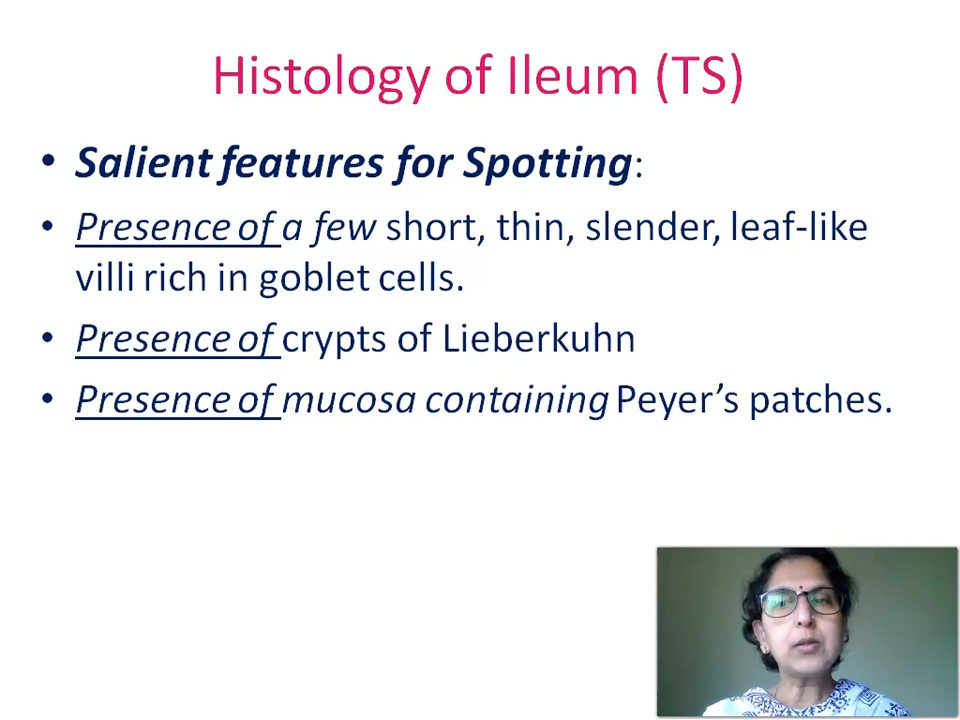 Histology of Ileum (TS)
• Salient features for Spotting:
• Presence of a few short, thin, slender, leaf-like
villi rich in goblet cells.
• Presence of crypts of Lieberkuhn
• Presence of mucosa containing Peyer’s patches.